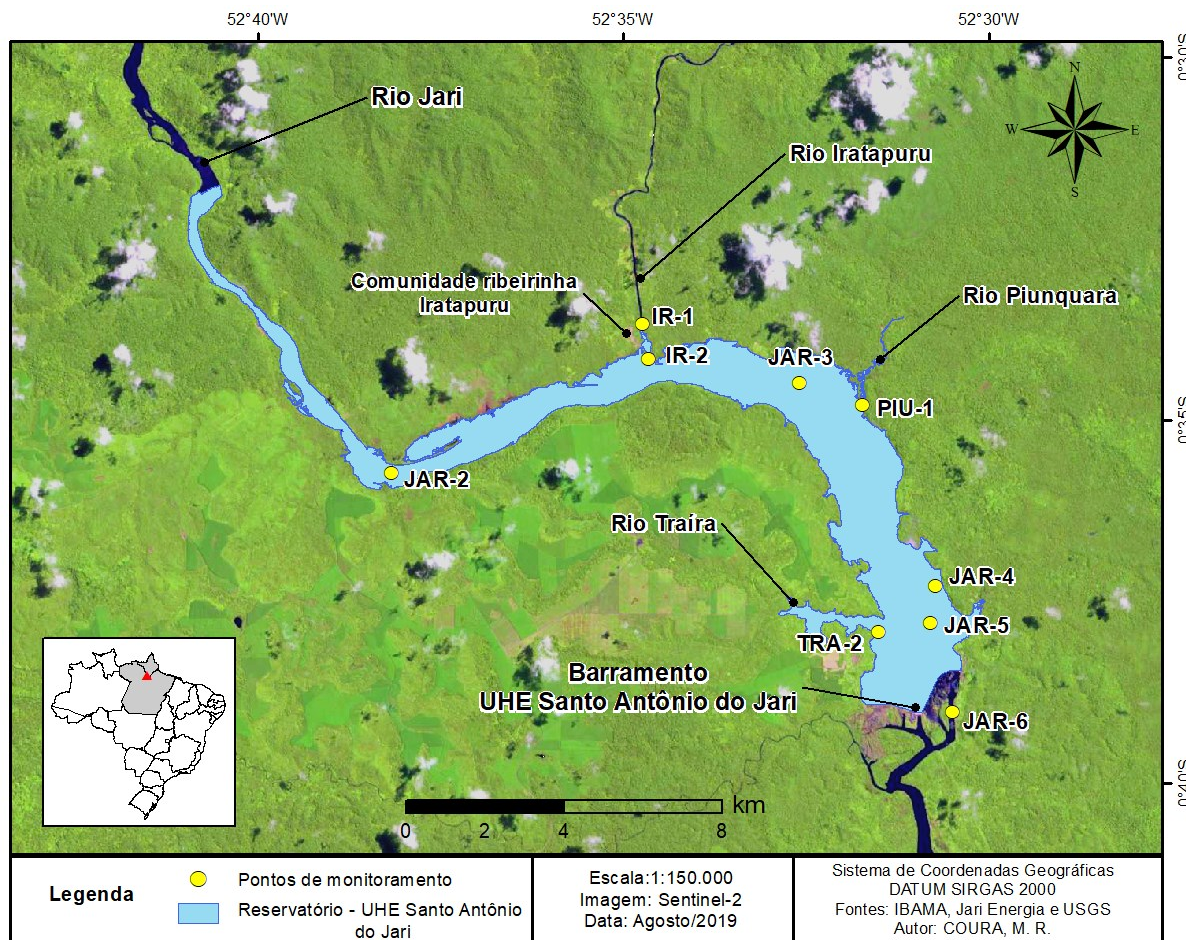 52°40'W
52°35'W
52°30'W
0°30'S
N
W
E
S
Rio Jari
Rio Iratapuru
Comunidade ribeirinha
Iratapuru
Rio Piunquara
IR-1
IR-2
JAR-3
PIU-1
0°35'S
JAR-2
Rio Traíra
JAR-4
JAR-5
TRA-2
Barramento
UHE Santo Antônio do Jari
JAR-6
0°40'S
km
0
2
4
8
Legenda
Pontos de monitoramento
Reservatório - UHE Santo Antônio
do Jari
Escala:1:150.000
Imagem: Sentinel-2
Data: Agosto/2019
Sistema de Coordenadas Geográficas
DATUM SIRGAS 2000
Fontes: IBAMA, Jari Energia e USGS
Autor: COURA, M. R.